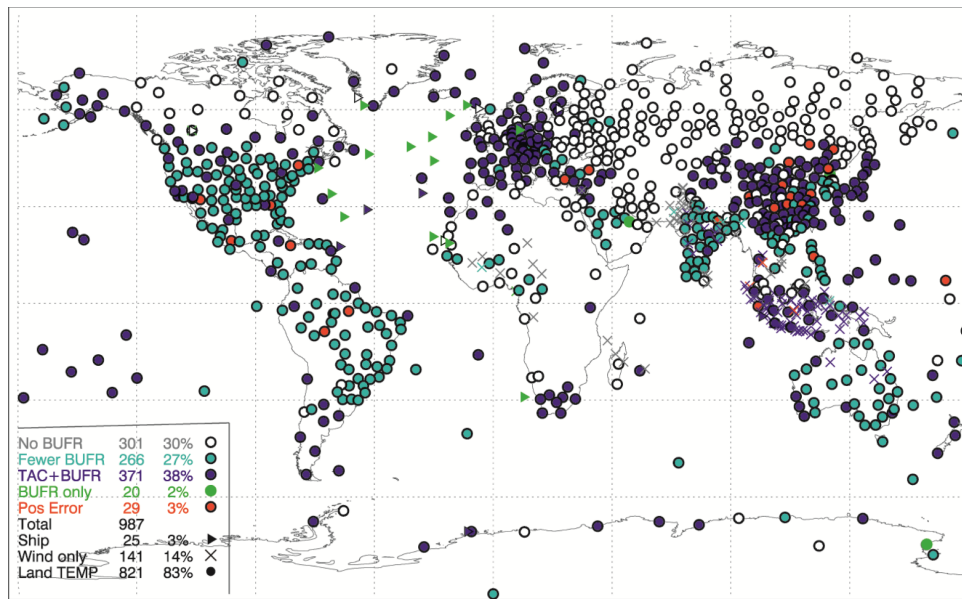 No BUFR 301 30%
Fewer BUFR 266 27%
TAC+BUFR 371 38%
BUFR only 20 2%
Pos Error 29 3%
Total 987
Ship 25 3%
Wind only 141 14%
Land TEMP 821 83%